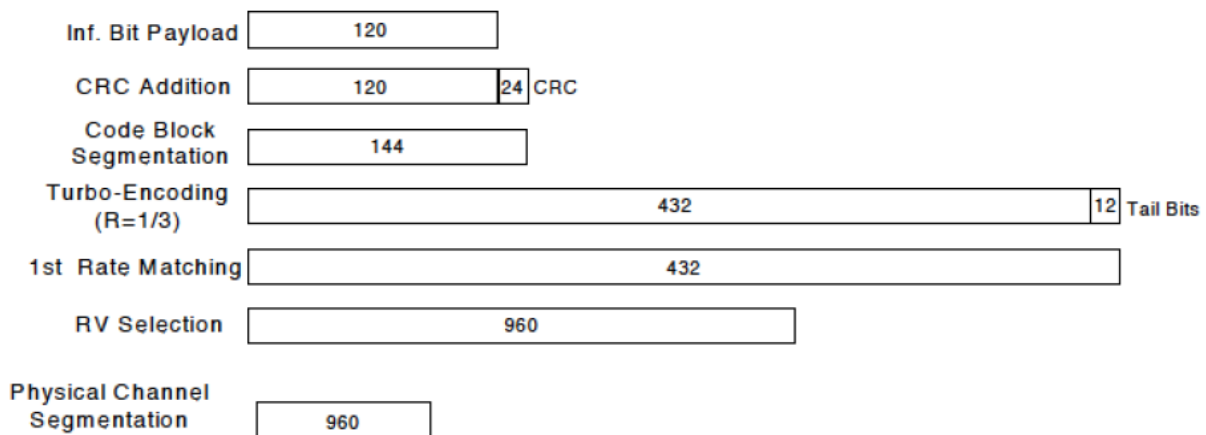 Inf. Bit Payload 120
CRC Addition 120 24 CRC
Code Block
Segmentation 144
Turbo-Encoding
(R=1/3) 432 12 Tail Bits
1st Rate Matching 432
RV Selection 960
Physical Channel
Segmentation 960